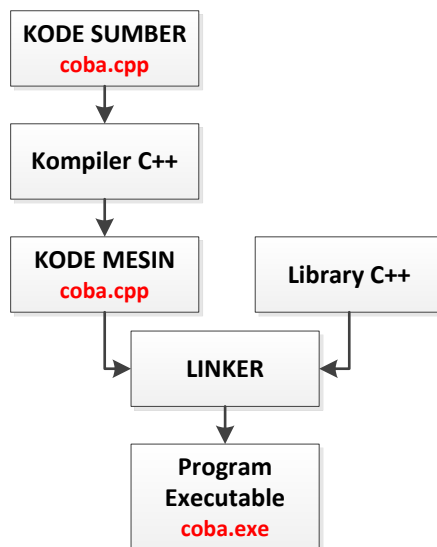 KODE SUMBER
coba.cpp
Kompiler C++
KODE MESIN
coba.cpp
Library C++
LINKER
Program
Executable
coba.exe